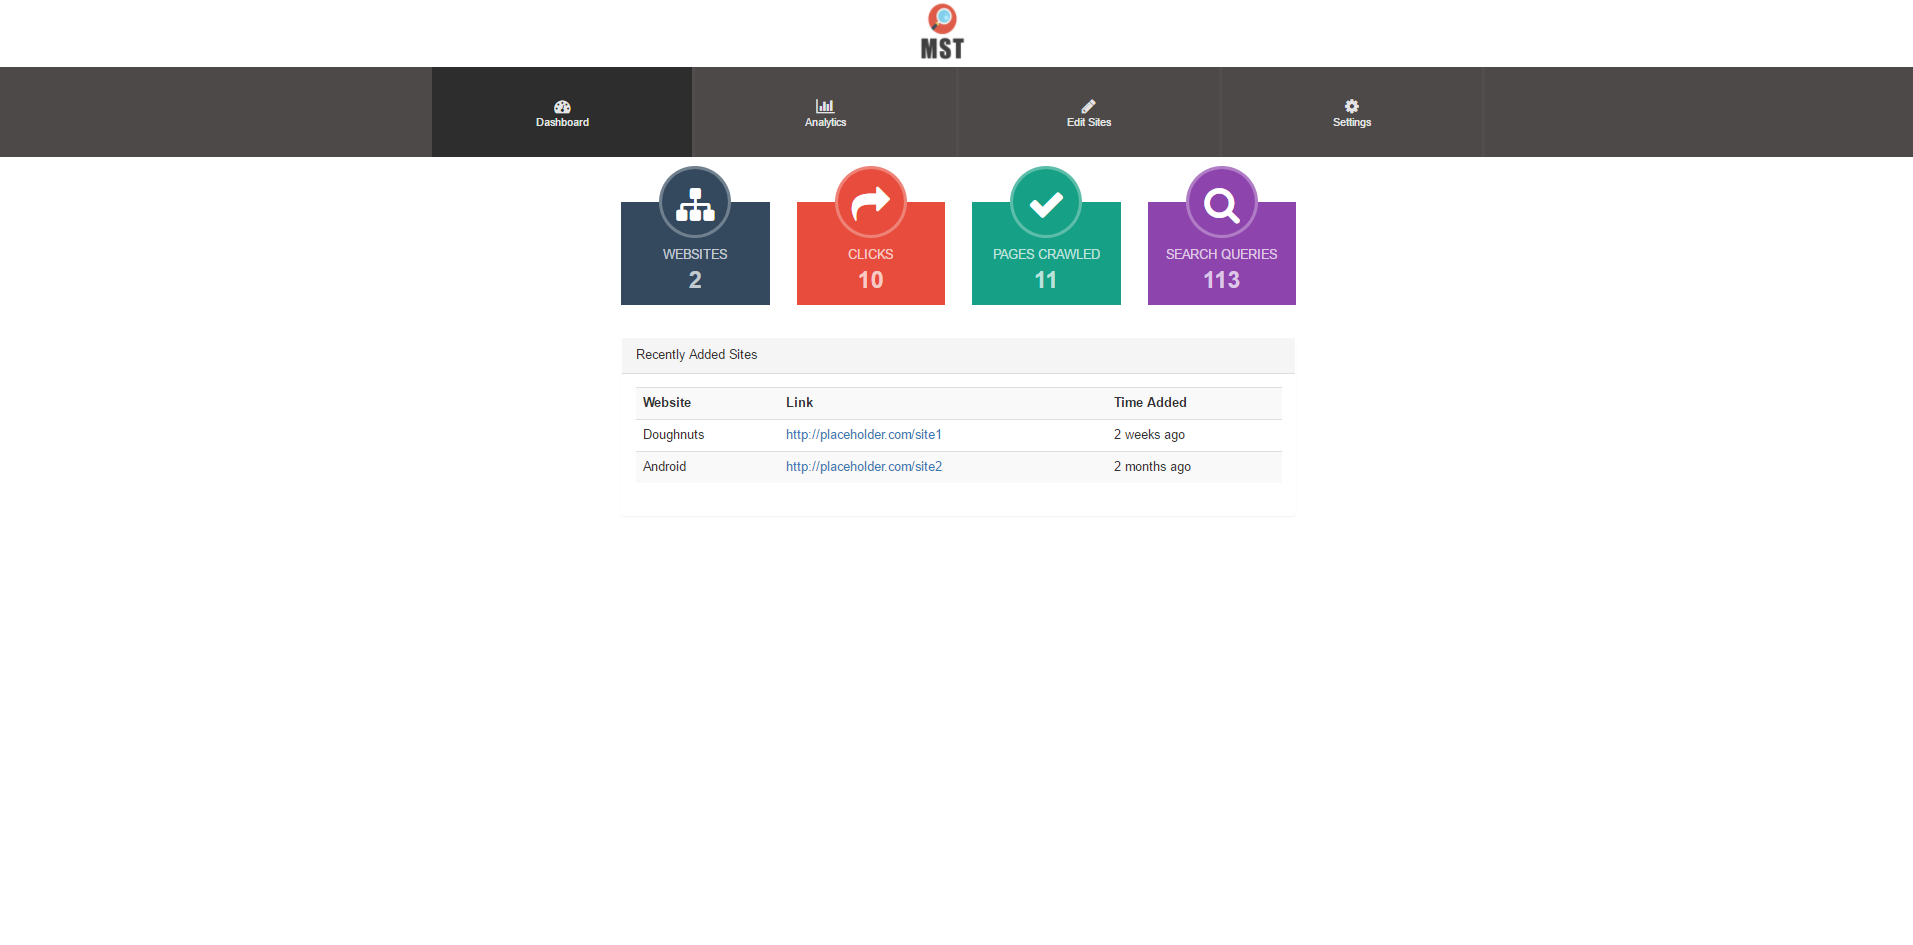 MST
Dashboard Analytics Edit Sites Settings
WEBSITES CLICKS PAGES CRAWLED SEARCH QUERIES
2 10 11 113
Recently Added Sites
Website Link Time Added
Doughnuts http://placeholder.com/site1 2 weeks ago
Android http://placeholder.com/site2 2 months ago